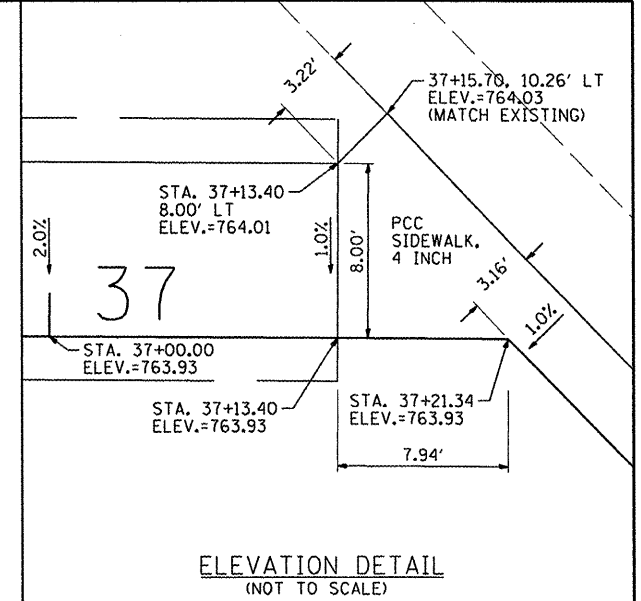 3.22'
37+15.70, 10.26' LT
ELEV.=764.03
(MATCH EXISTING)
STA. 37+13.40
8.00' LT
ELEV.=764.01
2.0%
1.0%
8.00'
PCC
SIDEWALK,
4 INCH
3.16'
1.0%
37
STA. 37+00.00
ELEV.=763.93
STA. 37+13.40
ELEV.=763.93
STA. 37+21.34
ELEV.=763.93
7.94'
ELEVATION DETAIL
(NOT TO SCALE)